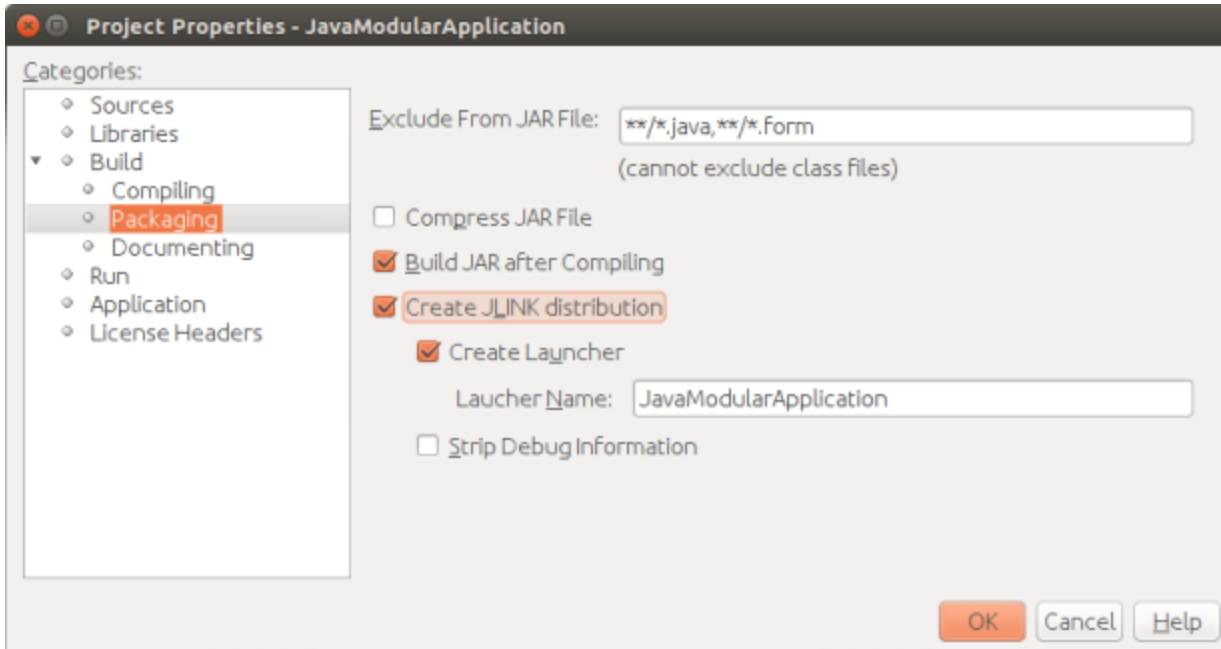 Project Properties - JavaModularApplication
Categories:
Sources
Libraries
Build
Compiling
Packaging
Documenting
Run
Application
License Headers
Exclude From JAR File: **/*.java,**/*.form
(cannot exclude class files)
Compress JAR File
Build JAR after Compiling
Create JLINK distribution
Create Launcher
Laucher Name: JavaModularApplication
Strip Debug Information
OK Cancel Help